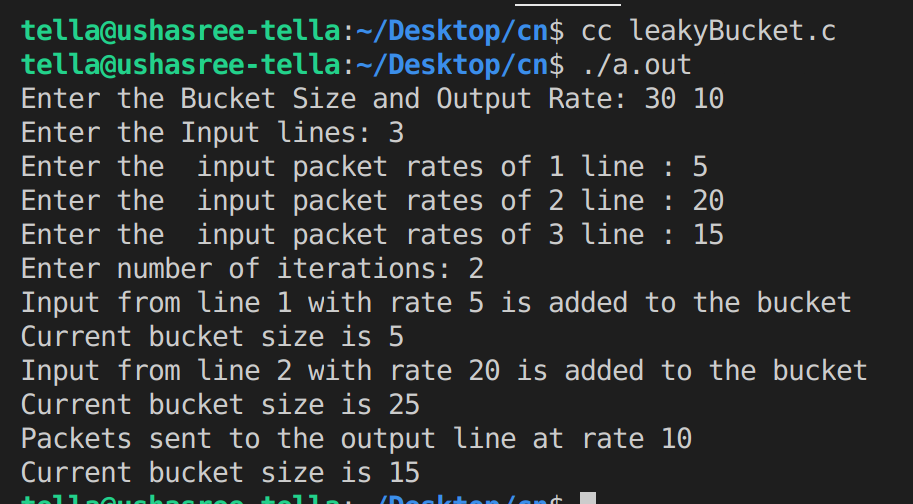 tella@ushasree-tella:~/Desktop/cn$ cc leakyBucket.c
tella@ushasree-tella:~/Desktop/cn$ ./a.out
Enter the Bucket Size and Output Rate: 30 10
Enter the Input lines: 3
Enter the  input packet rates of 1 line : 5
Enter the  input packet rates of 2 line : 20
Enter the  input packet rates of 3 line : 15
Enter number of iterations: 2
Input from line 1 with rate 5 is added to the bucket
Current bucket size is 5
Input from line 2 with rate 20 is added to the bucket
Current bucket size is 25
Packets sent to the output line at rate 10
Current bucket size is 15
tella@ushasree-tella:~/Desktop/cn$